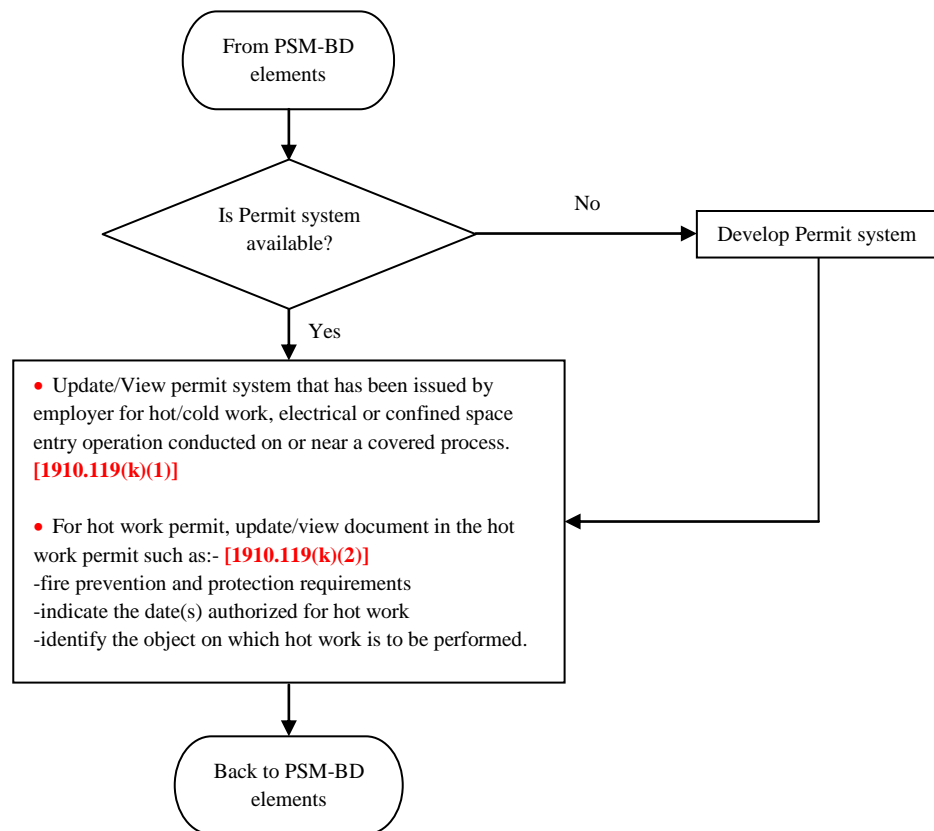 From PSM-BD
elements
Is Permit system
available?
No
Develop Permit system
Yes
• Update/View permit system that has been issued by
employer for hot/cold work, electrical or confined space
entry operation conducted on or near a covered process.
[1910.119(k)(1)]
• For hot work permit, update/view document in the hot
work permit such as:- [1910.119(k)(2)]
-fire prevention and protection requirements
-indicate the date(s) authorized for hot work
-identify the object on which hot work is to be performed.
Back to PSM-BD
elements